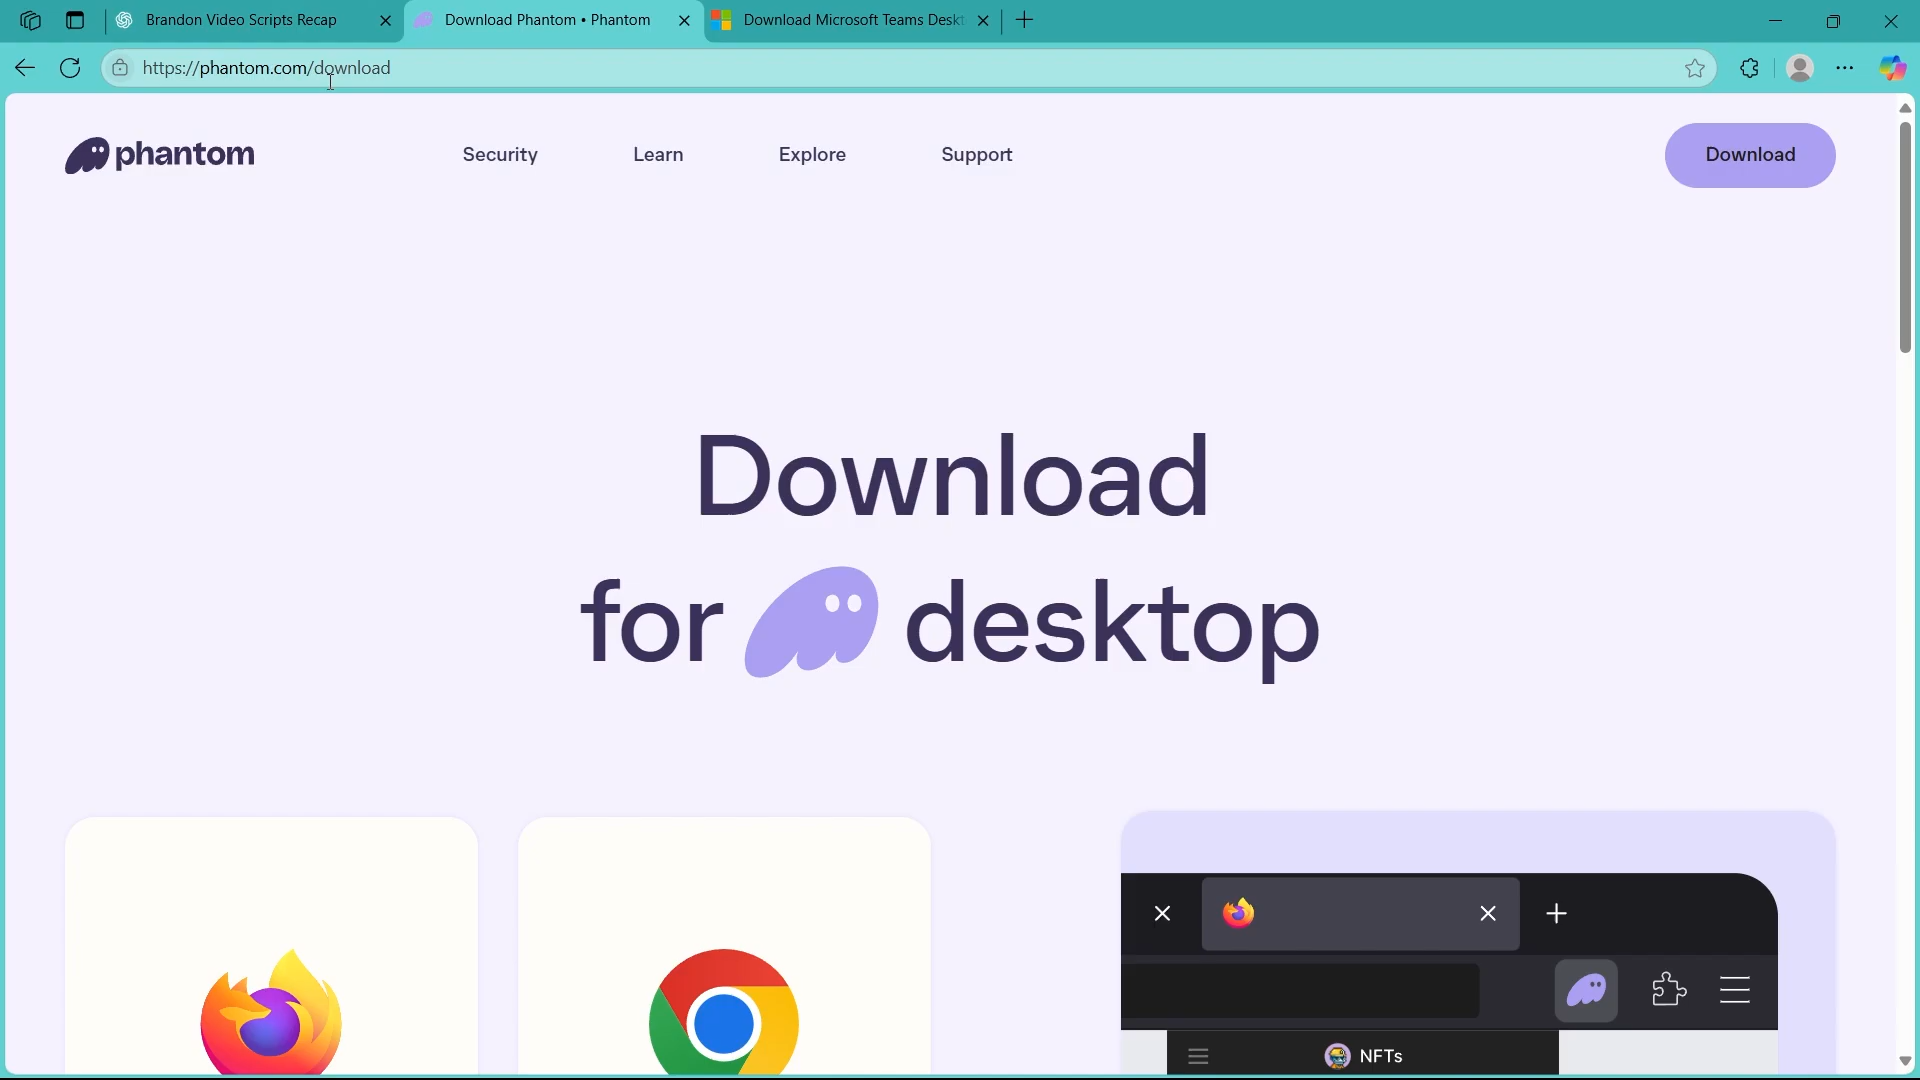 Brandon Video Scripts Recap
Download Phantom • Phantom
Download Microsoft Teams Deskt
https://phantom.com/download
phantom
Security
Learn
Explore
Support
Download
Download
for desktop
NFTs